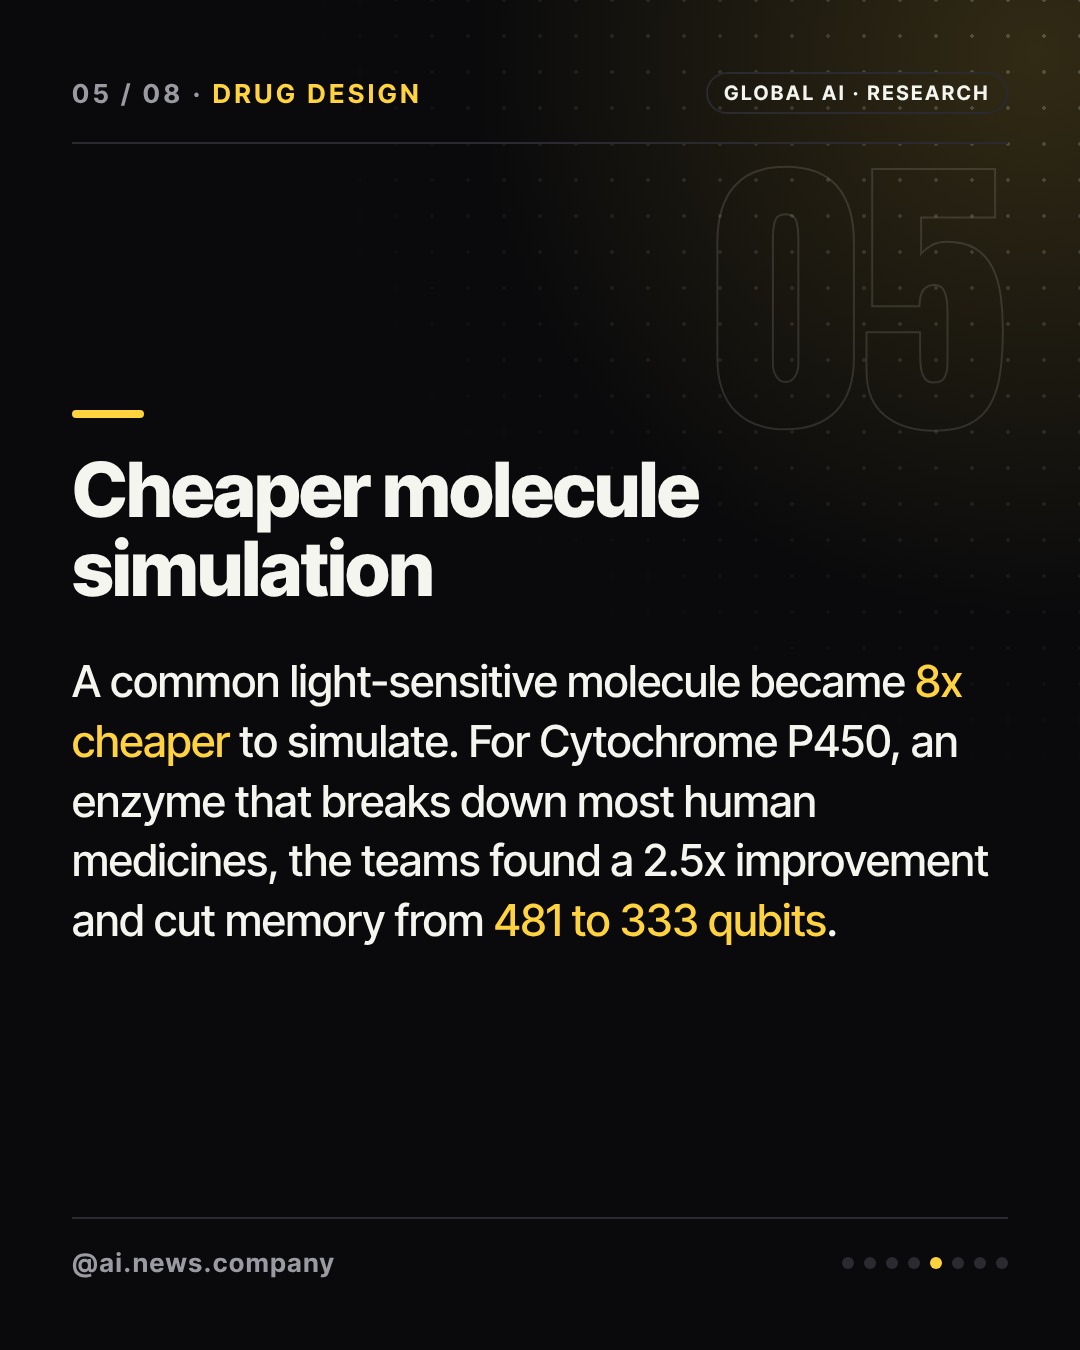 05 / 08 · DRUG DESIGN
GLOBAL AI · RESEARCH
05
Cheaper molecule
simulation
A common light-sensitive molecule became 8x
cheaper to simulate. For Cytochrome P450, an
enzyme that breaks down most human
medicines, the teams found a 2.5x improvement
and cut memory from 481 to 333 qubits.
@ai.news.company